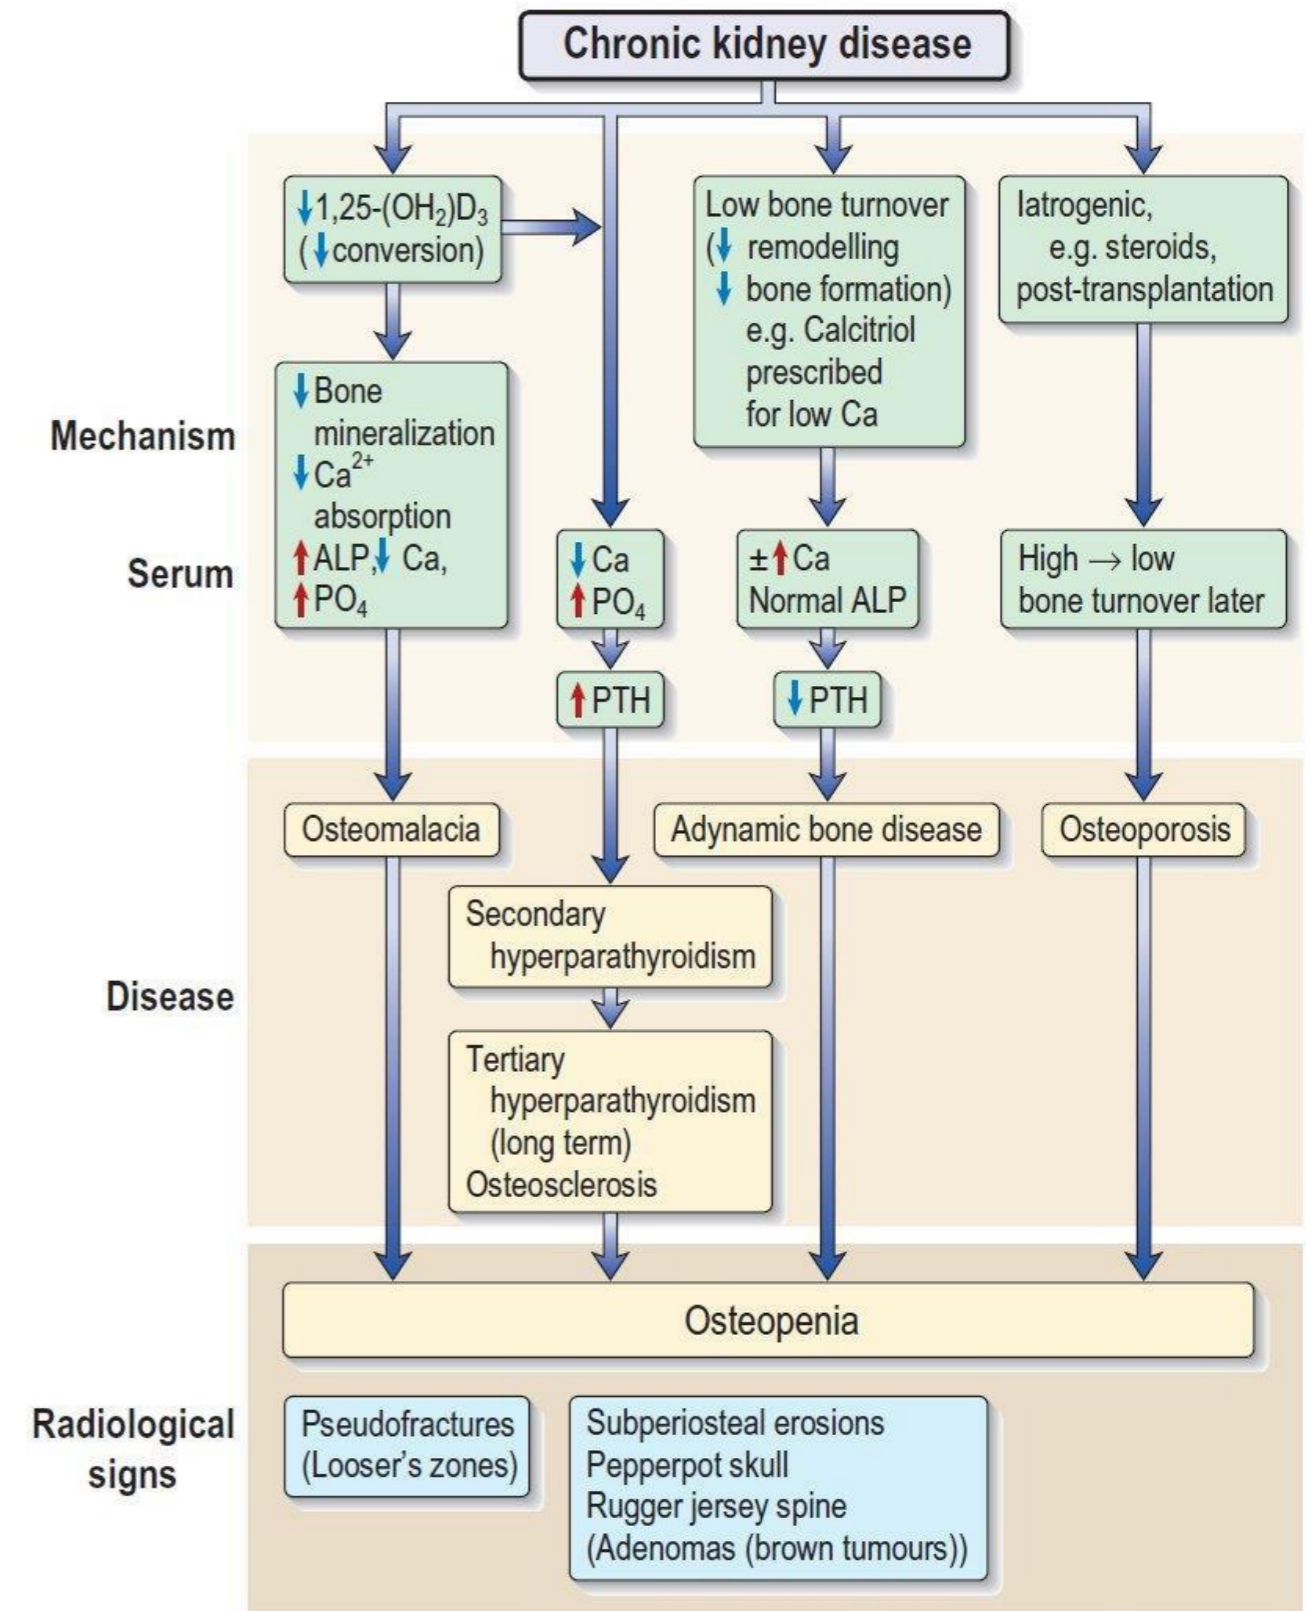 Chronic kidney disease
Mechanism
Serum
↓1,25-(OH₂)D₃
(↓conversion)
↓Bone
mineralization
↓Ca²⁺
absorption
↑ALP,↓ Ca,
↑PO₄
↓Ca
↑PO₄
↑PTH
Low bone turnover
(↓ remodelling
↓ bone formation)
e.g. Calcitriol
prescribed
for low Ca
±↑Ca
Normal ALP
↓PTH
Iatrogenic,
e.g. steroids,
post-transplantation
High → low
bone turnover later
Disease
Osteomalacia
Secondary
hyperparathyroidism
Tertiary
hyperparathyroidism
(long term)
Osteosclerosis
Adynamic bone disease
Osteoporosis
Osteopenia
Radiological
signs
Pseudofractures
(Looser's zones)
Subperiosteal erosions
Pepperpot skull
Rugger jersey spine
(Adenomas (brown tumours))